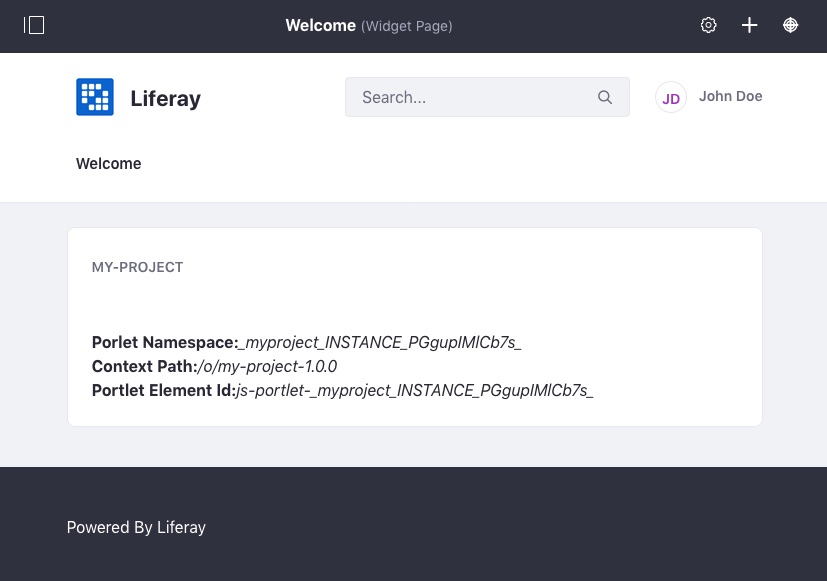 Welcome (Widget Page)
Liferay
Search...
JD
John Doe
Welcome
MY-PROJECT
Porlet Namespace:_myproject_INSTANCE_PGgupIMlCb7s_
Context Path:/o/my-project-1.0.0
Portlet Element Id:js-portlet-_myproject_INSTANCE_PGgupIMlCb7s_
Powered By Liferay